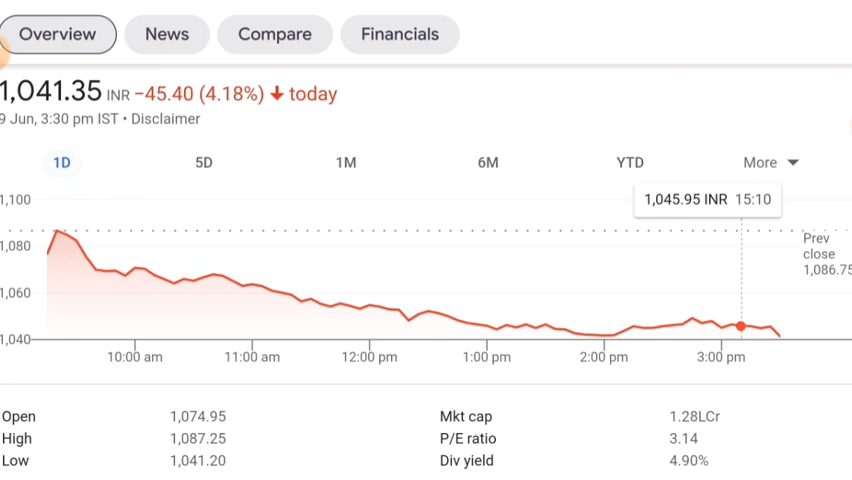 Overview News Compare Financials
1,041.35 INR −45.40 (4.18%) today
9 Jun, 3:30 pm IST • Disclaimer
1D 5D 1M 6M YTD More
1,045.95 INR 15:10
1,100
1,080
1,060
1,040
Prev
close
1,086.75
10:00 am 11:00 am 12:00 pm 1:00 pm 2:00 pm 3:00 pm
Open 1,074.95 Mkt cap 1.28LCr
High 1,087.25 P/E ratio 3.14
Low 1,041.20 Div yield 4.90%